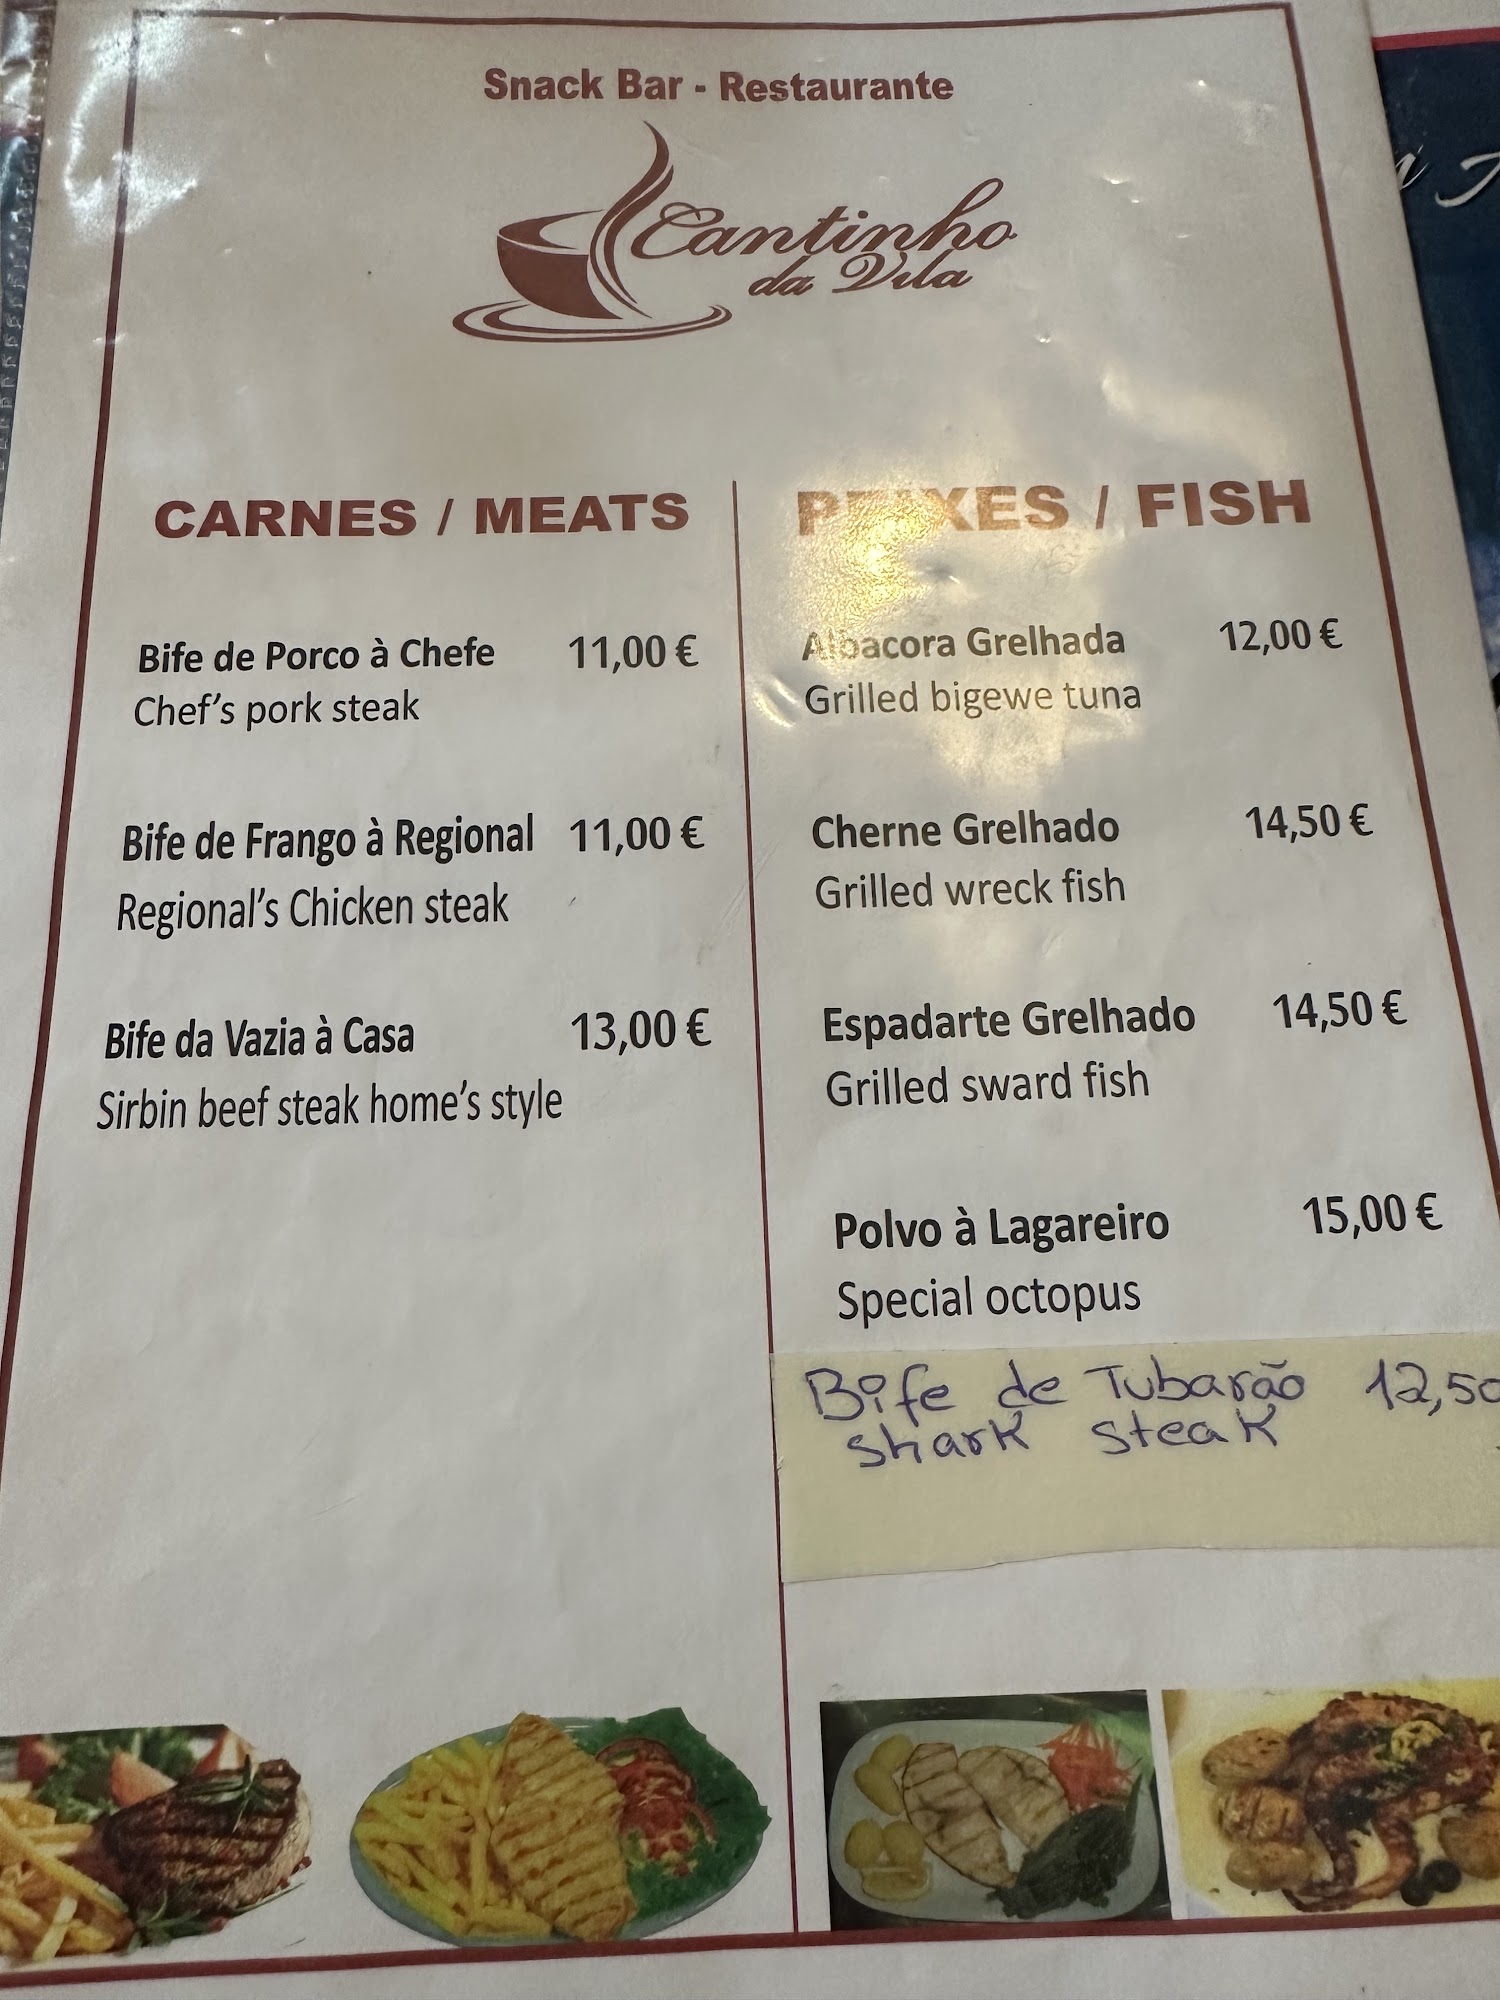 Snack Bar - Restaurante
Cantinho
da Vila
CARNES / MEATS
Bife de Porco à Chefe 11,00 €
Chef's pork steak
Bife de Frango à Regional 11,00 €
Regional's Chicken steak
Bife da Vazia à Casa 13,00 €
Sirbin beef steak home's style
PEIXES / FISH
Albacora Grelhada 12,00 €
Grilled bigewe tuna
Cherne Grelhado 14,50 €
Grilled wreck fish
Espadarte Grelhado 14,50 €
Grilled sward fish
Polvo à Lagareiro 15,00 €
Special octopus
Bife de Tubarão 12,50
shark steak